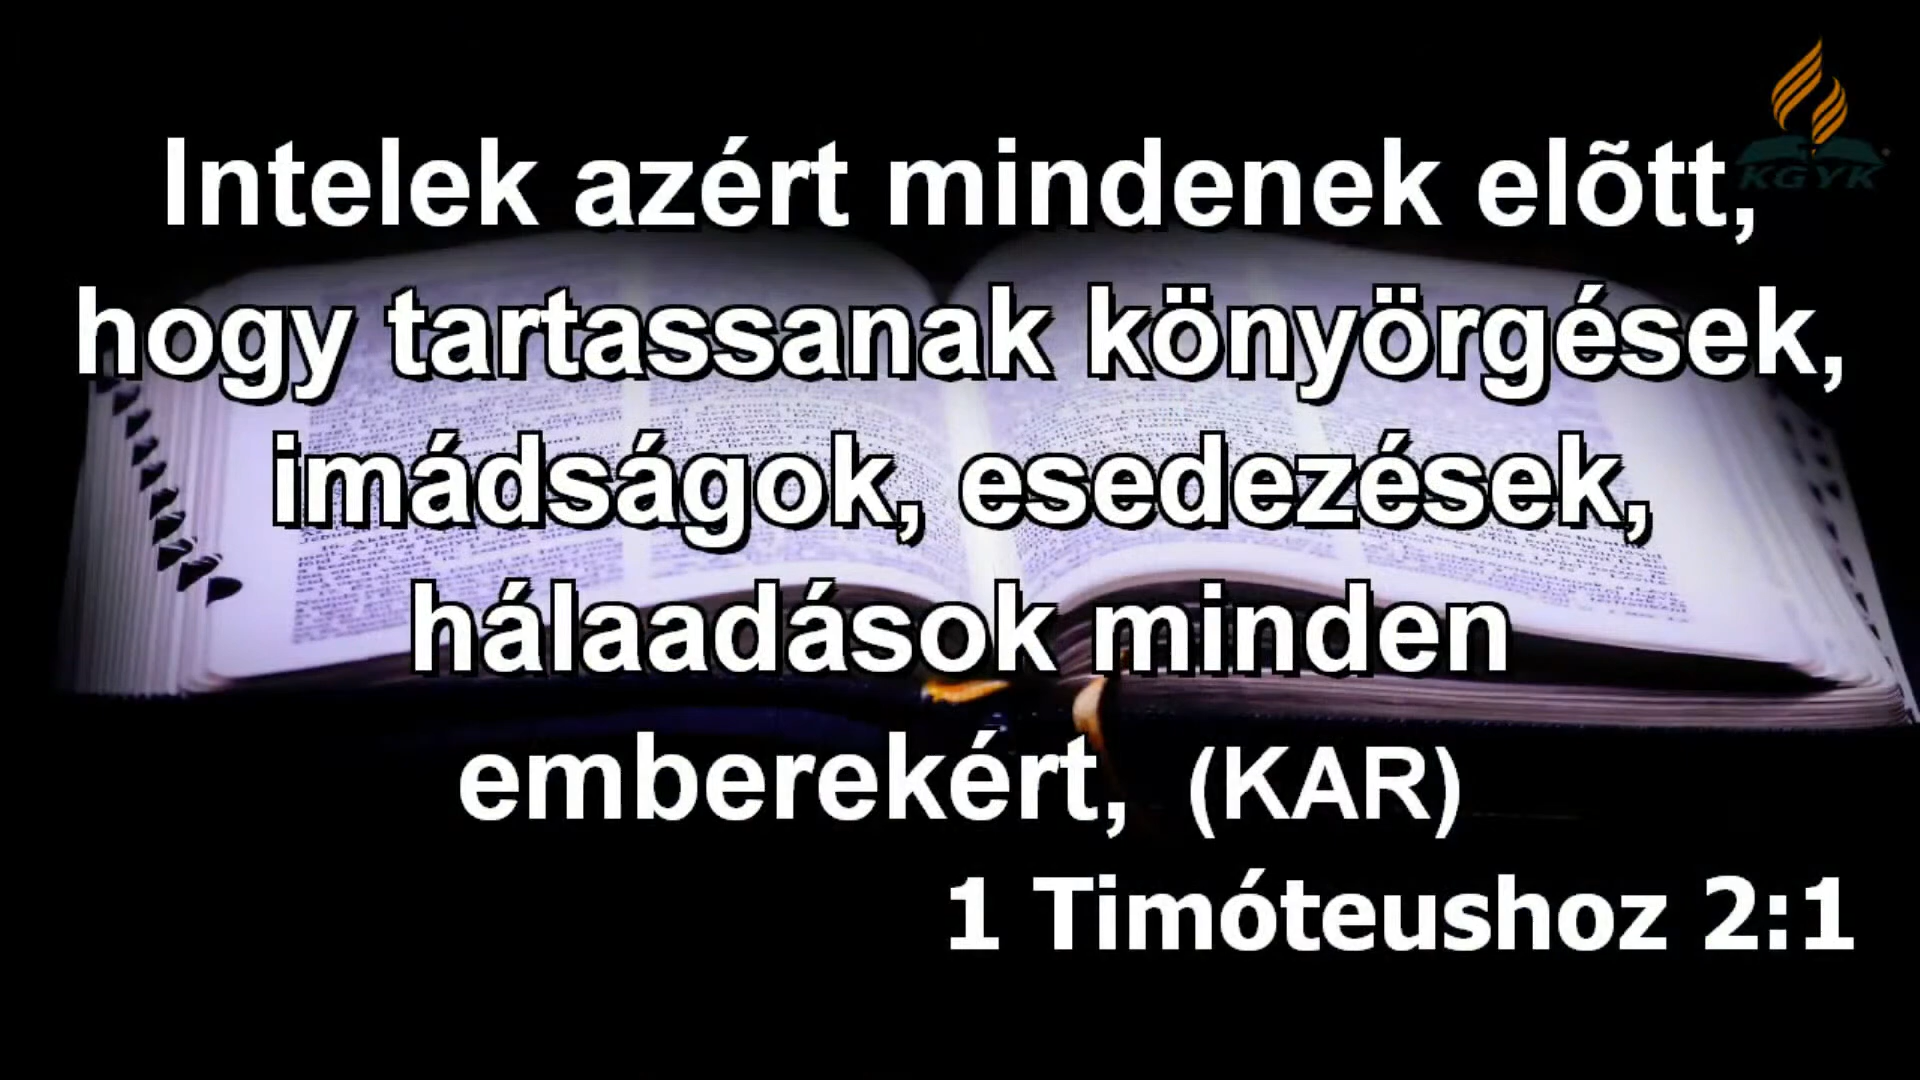 Intelek azért mindenek elõtt,
hogy tartassanak könyörgések,
imádságok, esedezések,
hálaadások minden
emberekért, (KAR)
1 Timóteushoz 2:1
KGYK